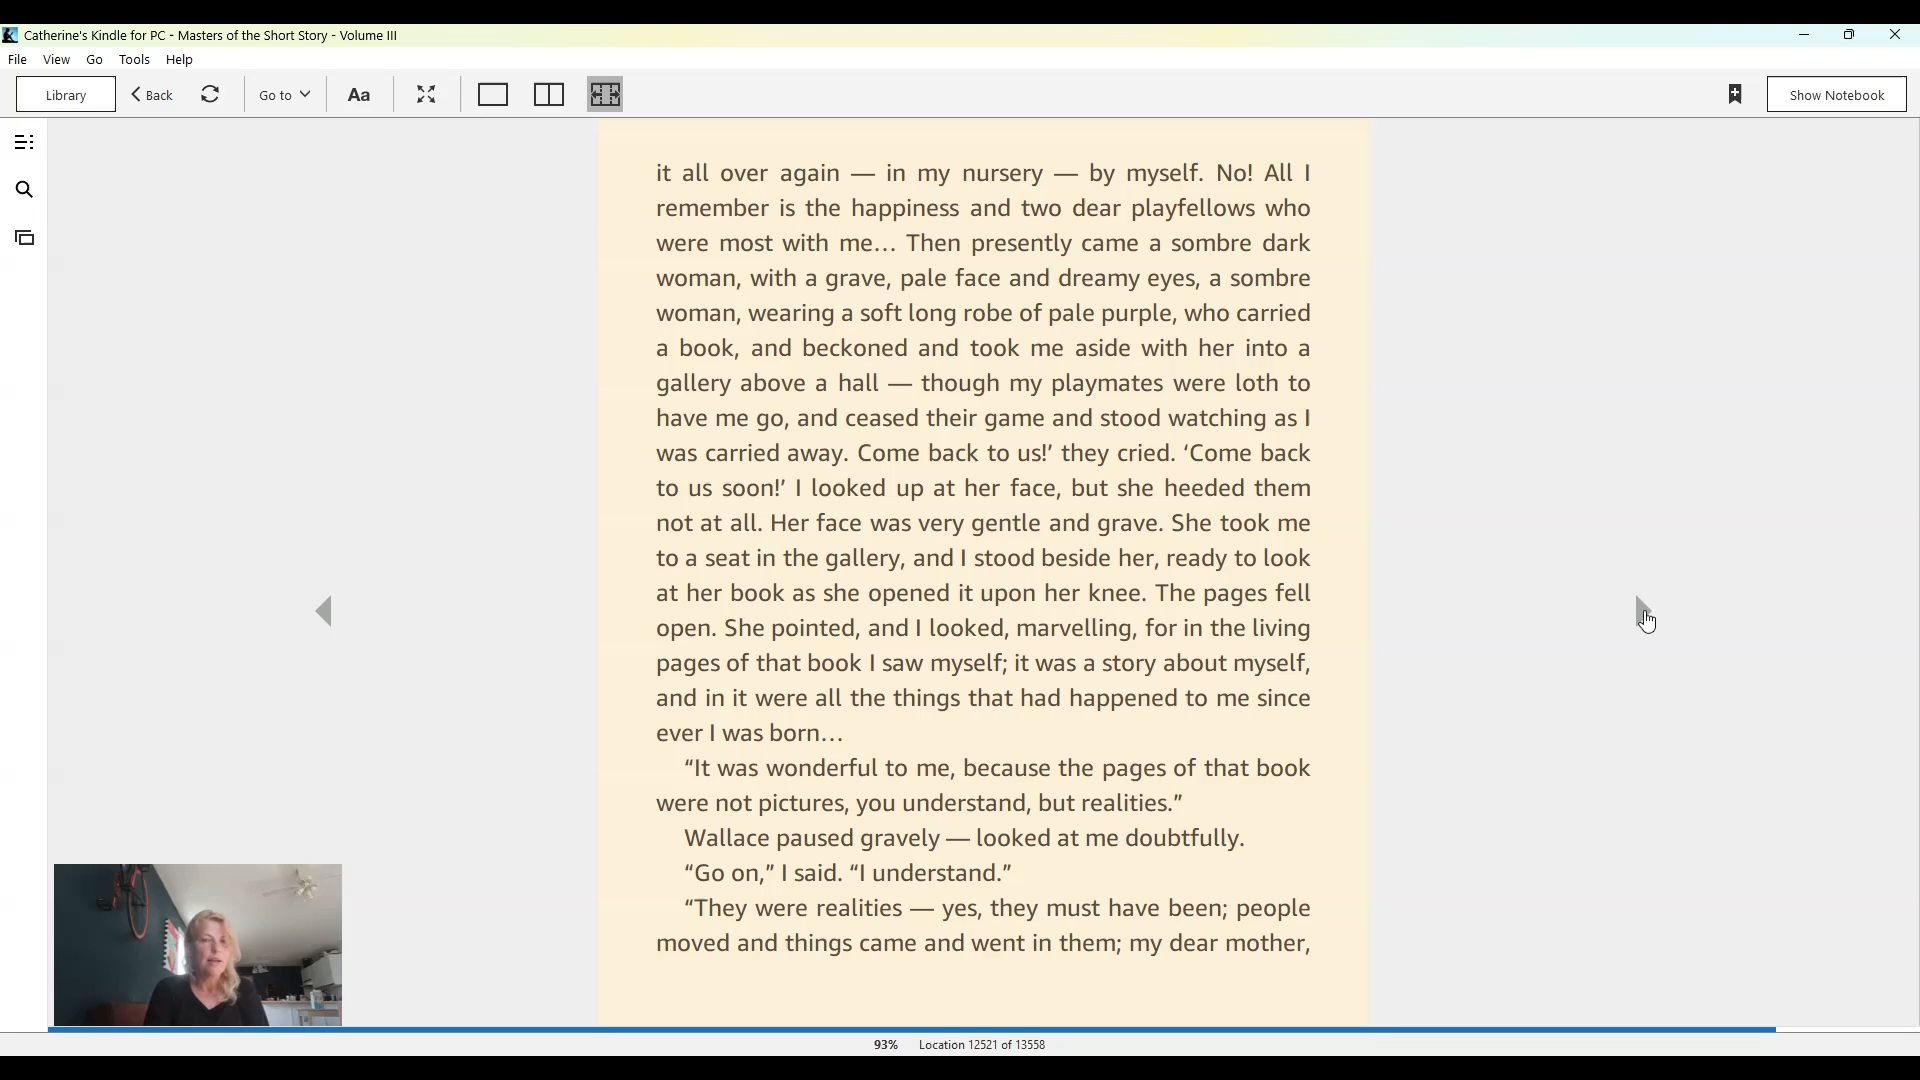 Catherine's Kindle for PC - Masters of the Short Story - Volume III
File View Go Tools Help
Library Back Go to Aa Show Notebook
it all over again — in my nursery — by myself. No! All I
remember is the happiness and two dear playfellows who
were most with me… Then presently came a sombre dark
woman, with a grave, pale face and dreamy eyes, a sombre
woman, wearing a soft long robe of pale purple, who carried
a book, and beckoned and took me aside with her into a
gallery above a hall — though my playmates were loth to
have me go, and ceased their game and stood watching as I
was carried away. Come back to us!’ they cried. ‘Come back
to us soon!’ I looked up at her face, but she heeded them
not at all. Her face was very gentle and grave. She took me
to a seat in the gallery, and I stood beside her, ready to look
at her book as she opened it upon her knee. The pages fell
open. She pointed, and I looked, marvelling, for in the living
pages of that book I saw myself; it was a story about myself,
and in it were all the things that had happened to me since
ever I was born…
“It was wonderful to me, because the pages of that book
were not pictures, you understand, but realities.”
Wallace paused gravely — looked at me doubtfully.
“Go on,” I said. “I understand.”
“They were realities — yes, they must have been; people
moved and things came and went in them; my dear mother,
93% Location 12521 of 13558